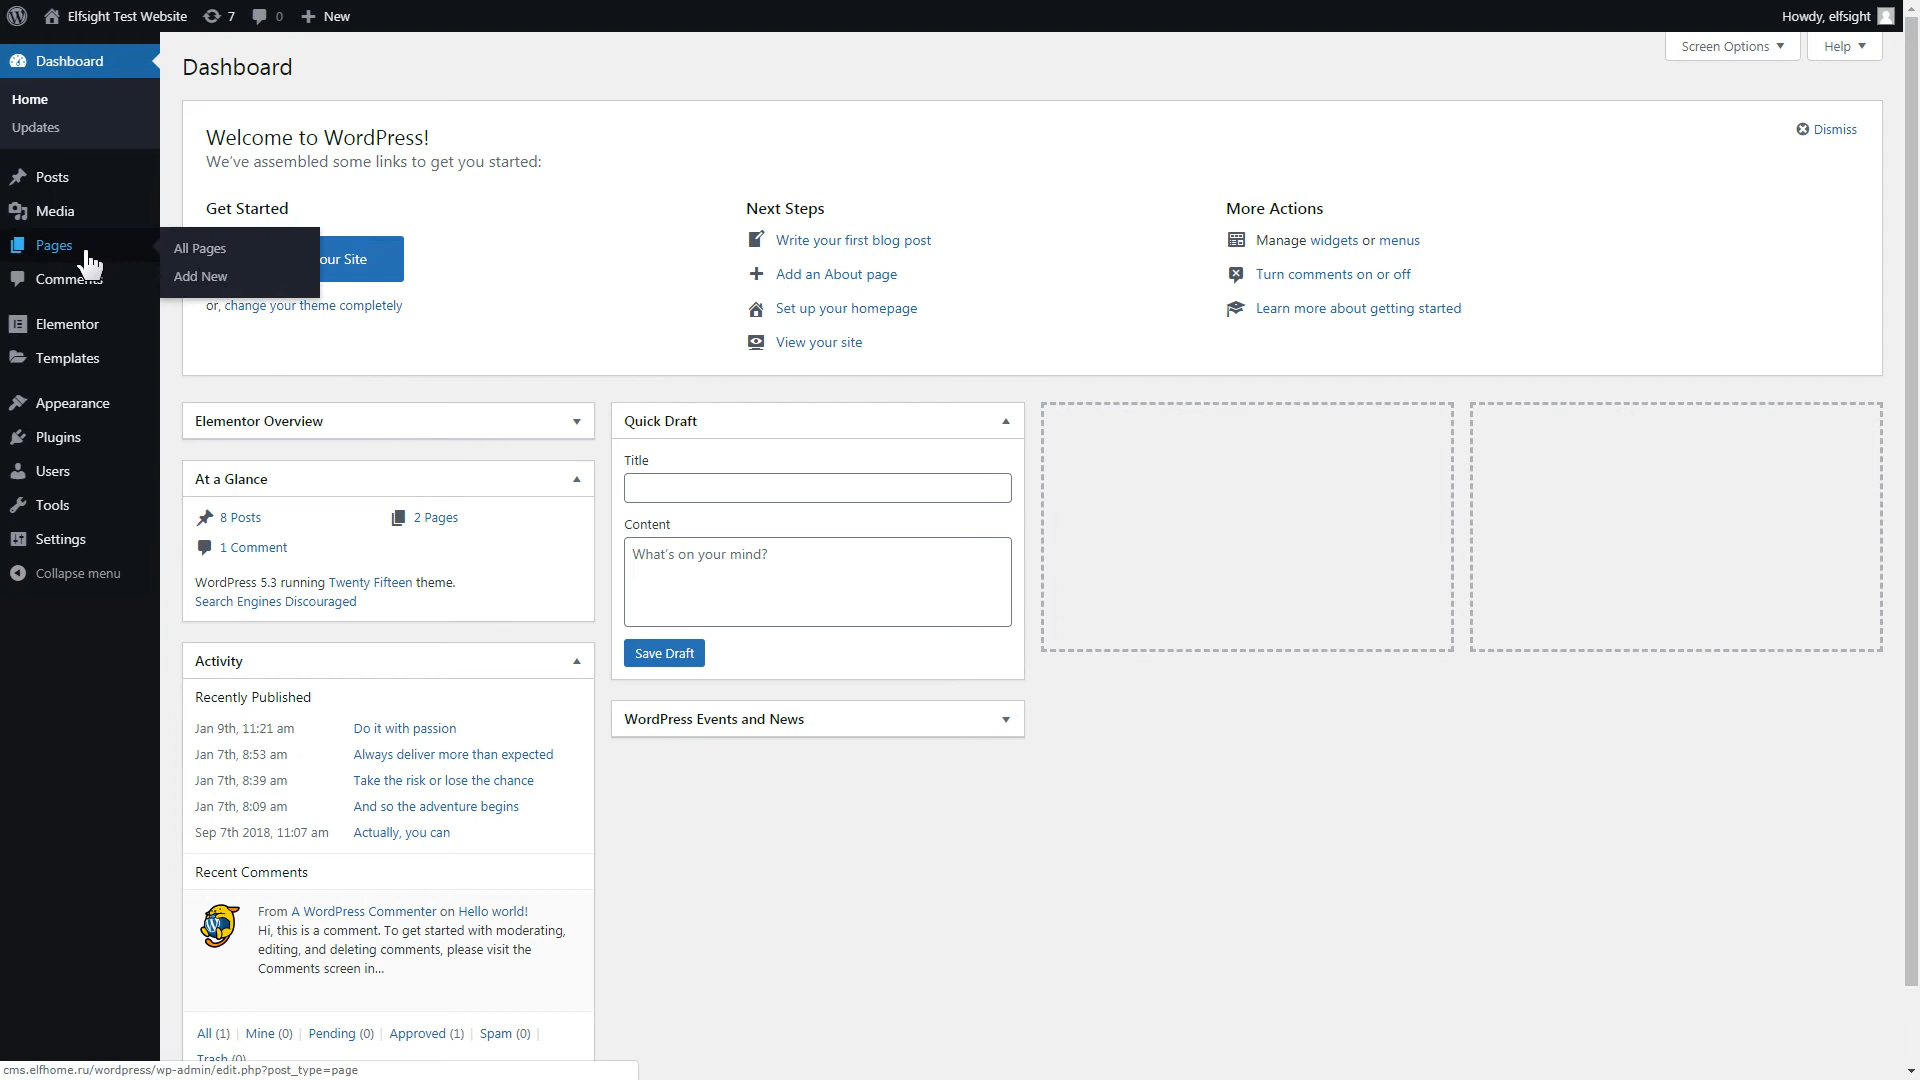 Elfsight Test Website 7 0 New Howdy, elfsight
Screen Options Help
Dashboard
Home
Updates
Posts
Media
Pages
Comments
Elementor
Templates
Appearance
Plugins
Users
Tools
Settings
Collapse menu
All Pages
Add New
Dashboard
Welcome to WordPress!
We've assembled some links to get you started:
Dismiss
Get Started
our Site
or, change your theme completely
Next Steps
Write your first blog post
Add an About page
Set up your homepage
View your site
More Actions
Manage widgets or menus
Turn comments on or off
Learn more about getting started
Elementor Overview
At a Glance
8 Posts 2 Pages
1 Comment
WordPress 5.3 running Twenty Fifteen theme.
Search Engines Discouraged
Activity
Recently Published
Jan 9th, 11:21 am Do it with passion
Jan 7th, 8:53 am Always deliver more than expected
Jan 7th, 8:39 am Take the risk or lose the chance
Jan 7th, 8:09 am And so the adventure begins
Sep 7th 2018, 11:07 am Actually, you can
Recent Comments
From A WordPress Commenter on Hello world!
Hi, this is a comment. To get started with moderating,
editing, and deleting comments, please visit the
Comments screen in...
All (1) | Mine (0) | Pending (0) | Approved (1) | Spam (0) |
Trash (0)
Quick Draft
Title
Content
What's on your mind?
Save Draft
WordPress Events and News
cms.elfhome.ru/wordpress/wp-admin/edit.php?post_type=page